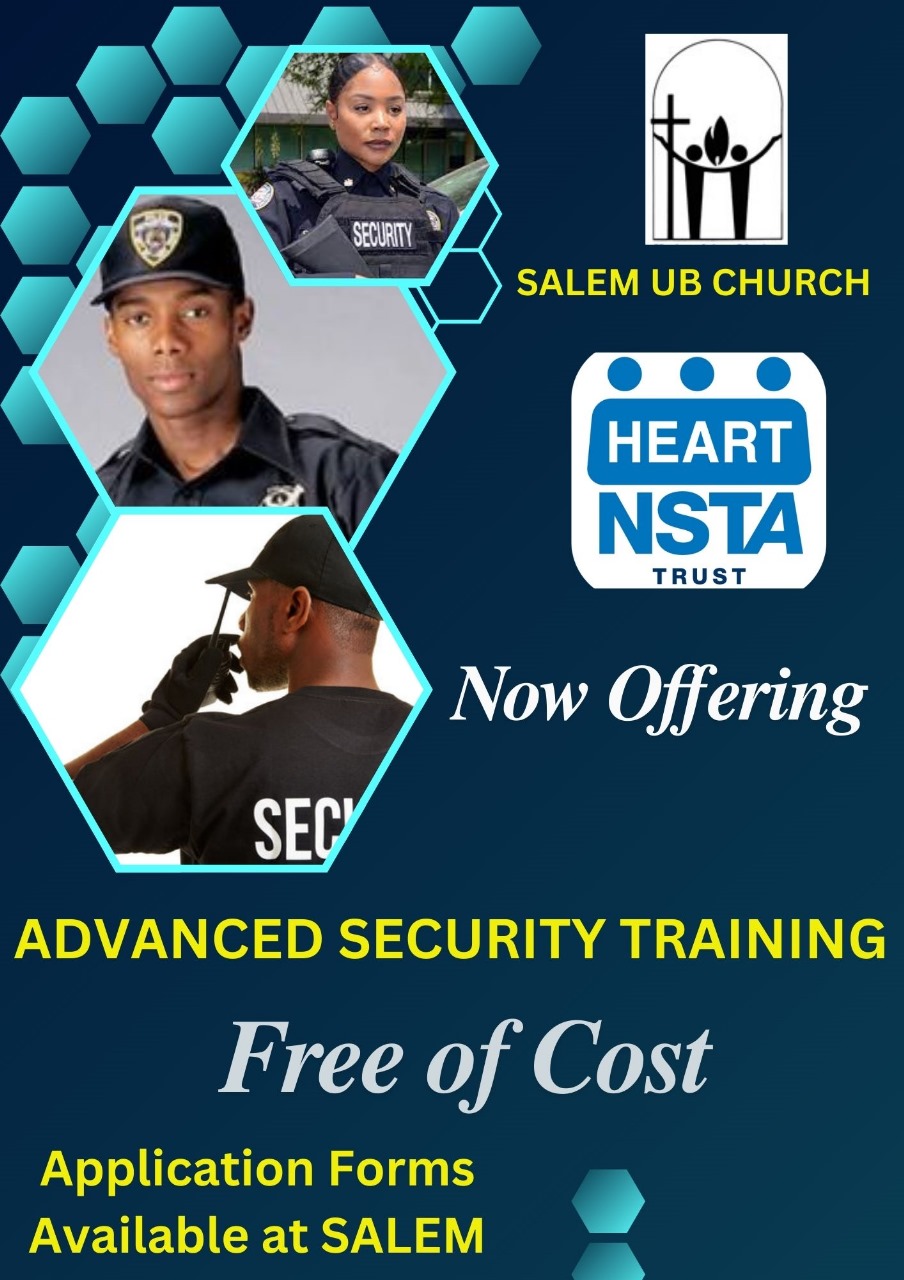 SECURITY
SALEM UB CHURCH
HEART
NSTA
TRUST
Now Offering
SECU
ADVANCED SECURITY TRAINING
Free of Cost
Application Forms
Available at SALEM